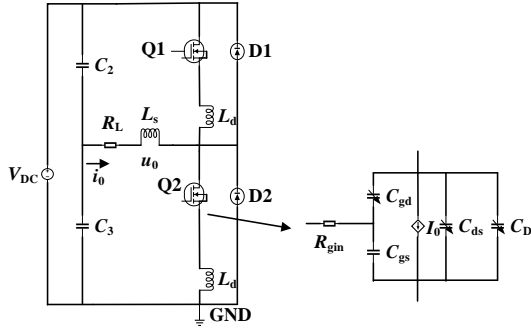 Q1
D1
C2
Ls
Ld
RL
u0
i0
VDC
Q2
D2
C3
Ld
GND
Cgd
Rgin
Cgs
I0
Cds
CD